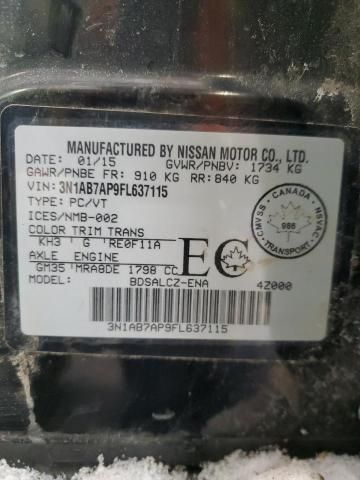 MANUFACTURED BY NISSAN MOTOR CO., LTD.
DATE: 01/15 GVWR/PNBV: 1734 KG
GAWR/PNBE FR: 910 KG RR: 840 KG
VIN: 3N1AB7AP9FL637115
TYPE: PC/VT
ICES/NMB-002
COLOR TRIM TRANS
KH3 ' G 'RE0F11A
AXLE ENGINE
GM35 'MRA8DE 1798 CC
MODEL: BDSALCZ-ENA 4Z000
EC
CANADA
CMVSS
NSVAC
986
TRANSPORT
3N1AB7AP9FL637115